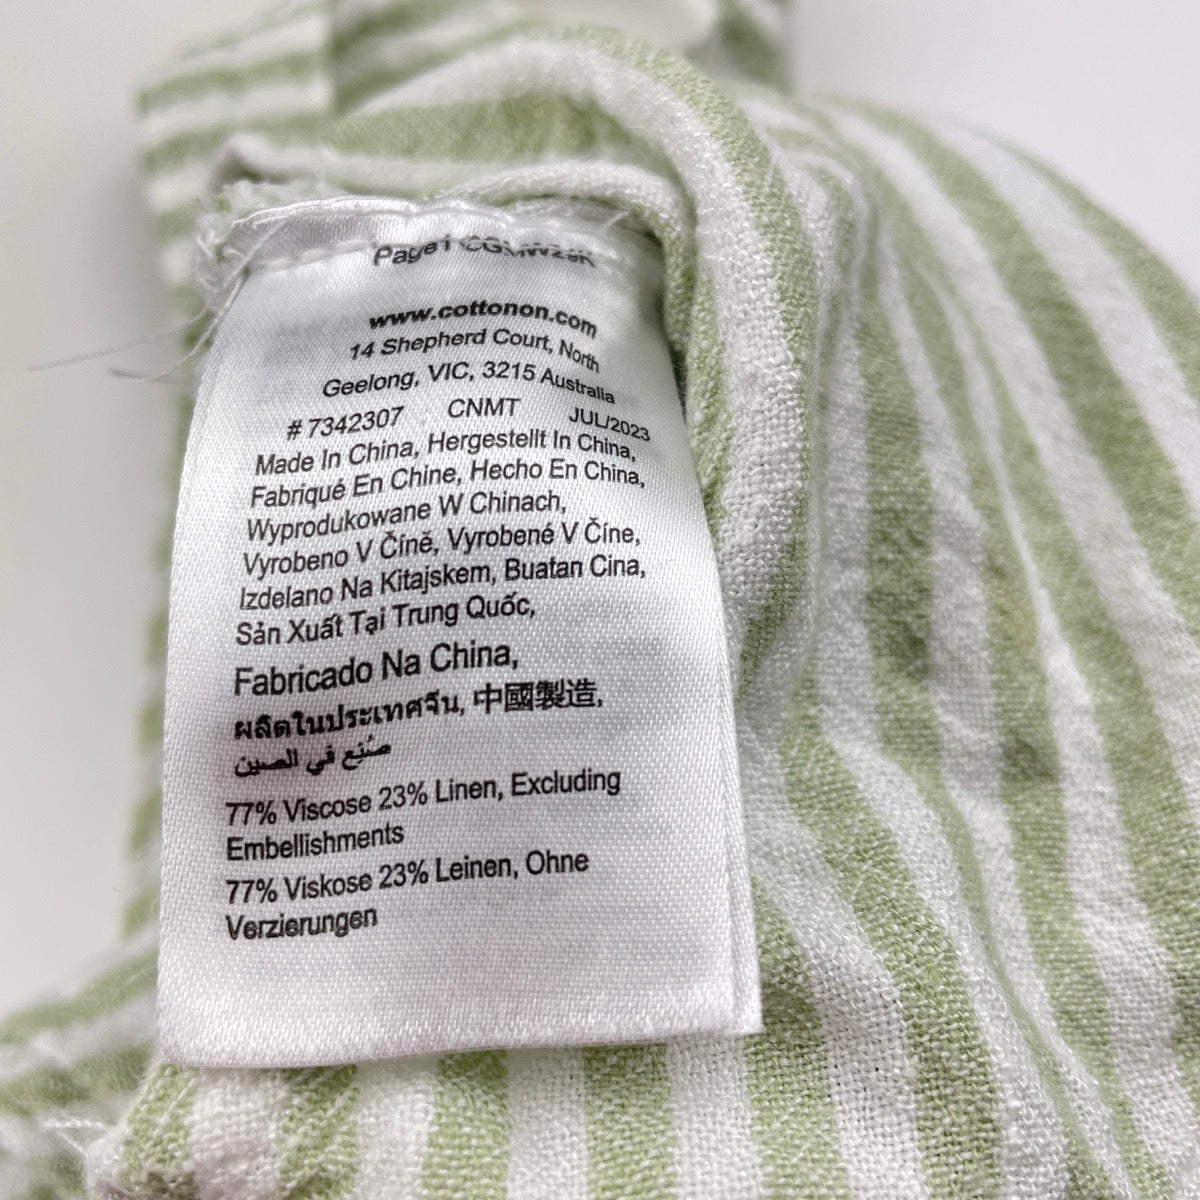 Page1
www.cottonon.com
14 Shepherd Court, North
Geelong, VIC, 3215 Australia
# 7342307 CNMT JUL/2023
Made In China, Hergestellt In China,
Fabriqué En Chine, Hecho En China,
Wyprodukowane W Chinach,
Vyrobeno V Číně, Vyrobené V Číne,
Izdelano Na Kitajskem, Buatan Cina,
Sản Xuất Tại Trung Quốc,
Fabricado Na China,
ผลิตในประเทศจีน, 中國製造,
صُنع في الصين
77% Viscose 23% Linen, Excluding
Embellishments
77% Viskose 23% Leinen, Ohne
Verzierungen